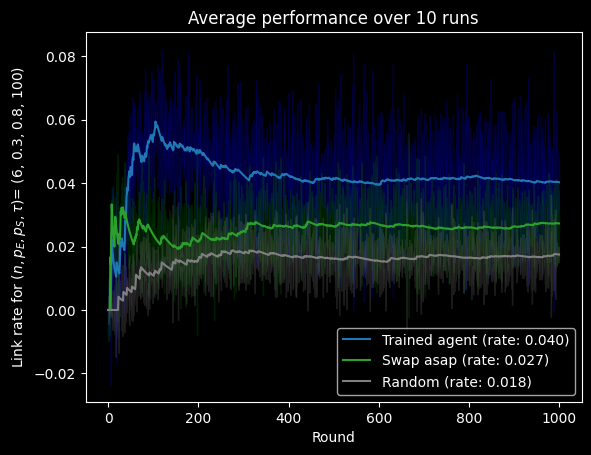 Average performance over 10 runs
Link rate for (n, p_E, p_S, τ)= (6, 0.3, 0.8, 100)
0.08
0.06
0.04
0.02
0.00
−0.02
Trained agent (rate: 0.040)
Swap asap (rate: 0.027)
Random (rate: 0.018)
0 200 400 600 800 1000
Round